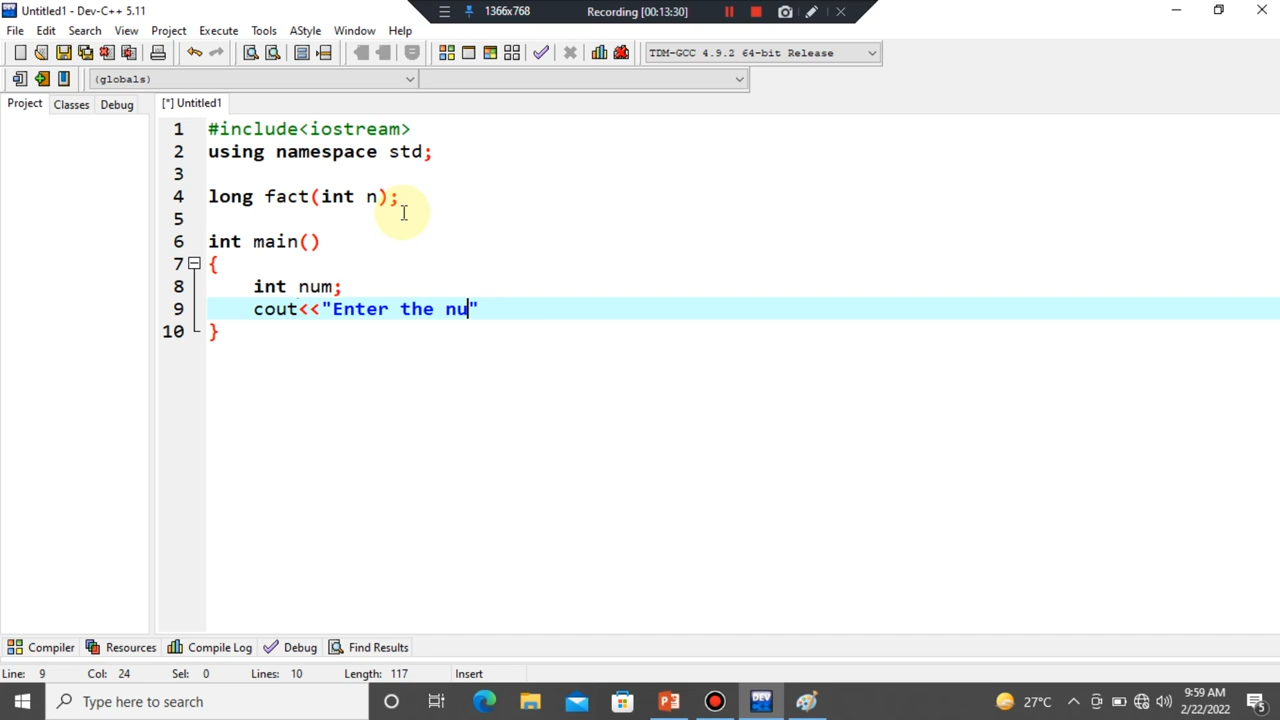 Untitled1 - Dev-C++ 5.11
1366x768
Recording [00:13:30]
File Edit Search View Project Execute Tools AStyle Window Help
TDM-GCC 4.9.2 64-bit Release
(globals)
Project Classes Debug
[*] Untitled1
1 #include<iostream>
2 using namespace std;
3
4 long fact(int n);
5
6 int main()
7 {
8 int num;
9 cout<<"Enter the nu"
10 }
Compiler Resources Compile Log Debug Find Results
Line: 9 Col: 24 Sel: 0 Lines: 10 Length: 117 Insert
Type here to search
DEV
27°C
9:59 AM
2/22/2022
5